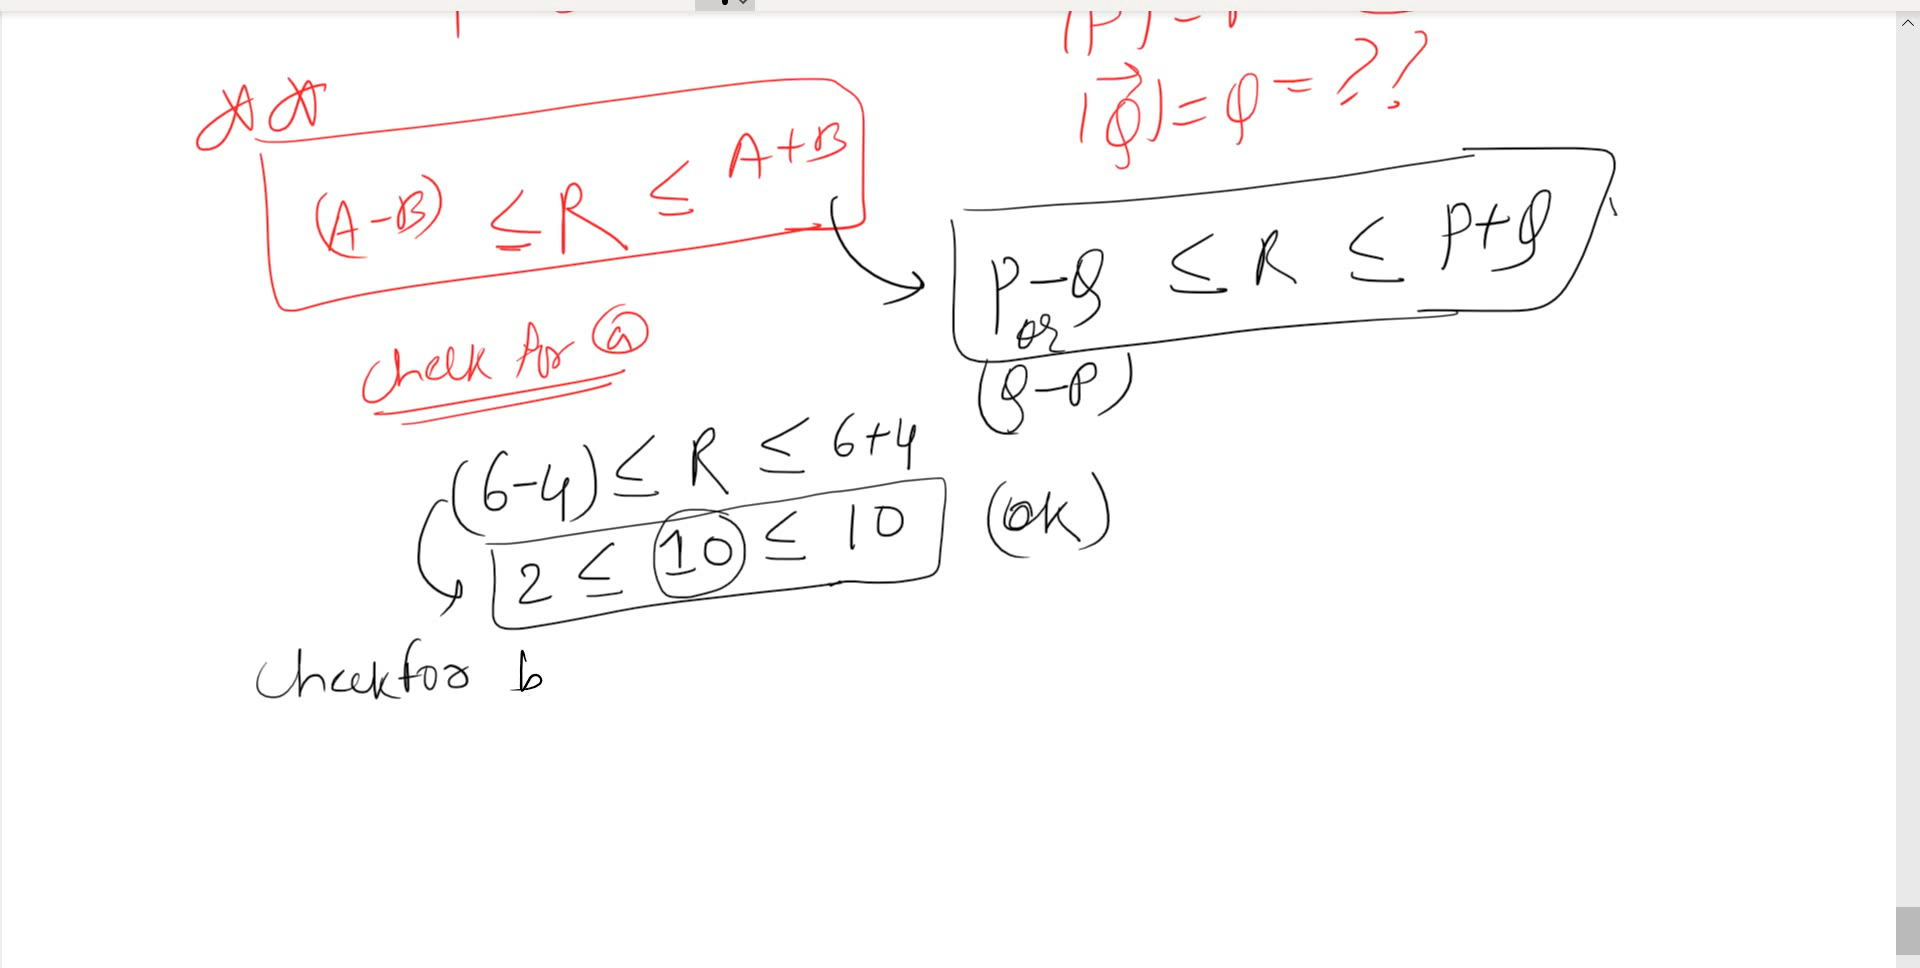 |P⃗| = P
|Q⃗| = Q = ??
(A-B) ≤ R ≤ A+B
P-Q ≤ R ≤ P+Q
or
(Q-P)
Check for (a)
(6-4) ≤ R ≤ 6+4
2 ≤ 10 ≤ 10 (ok)
Check for b